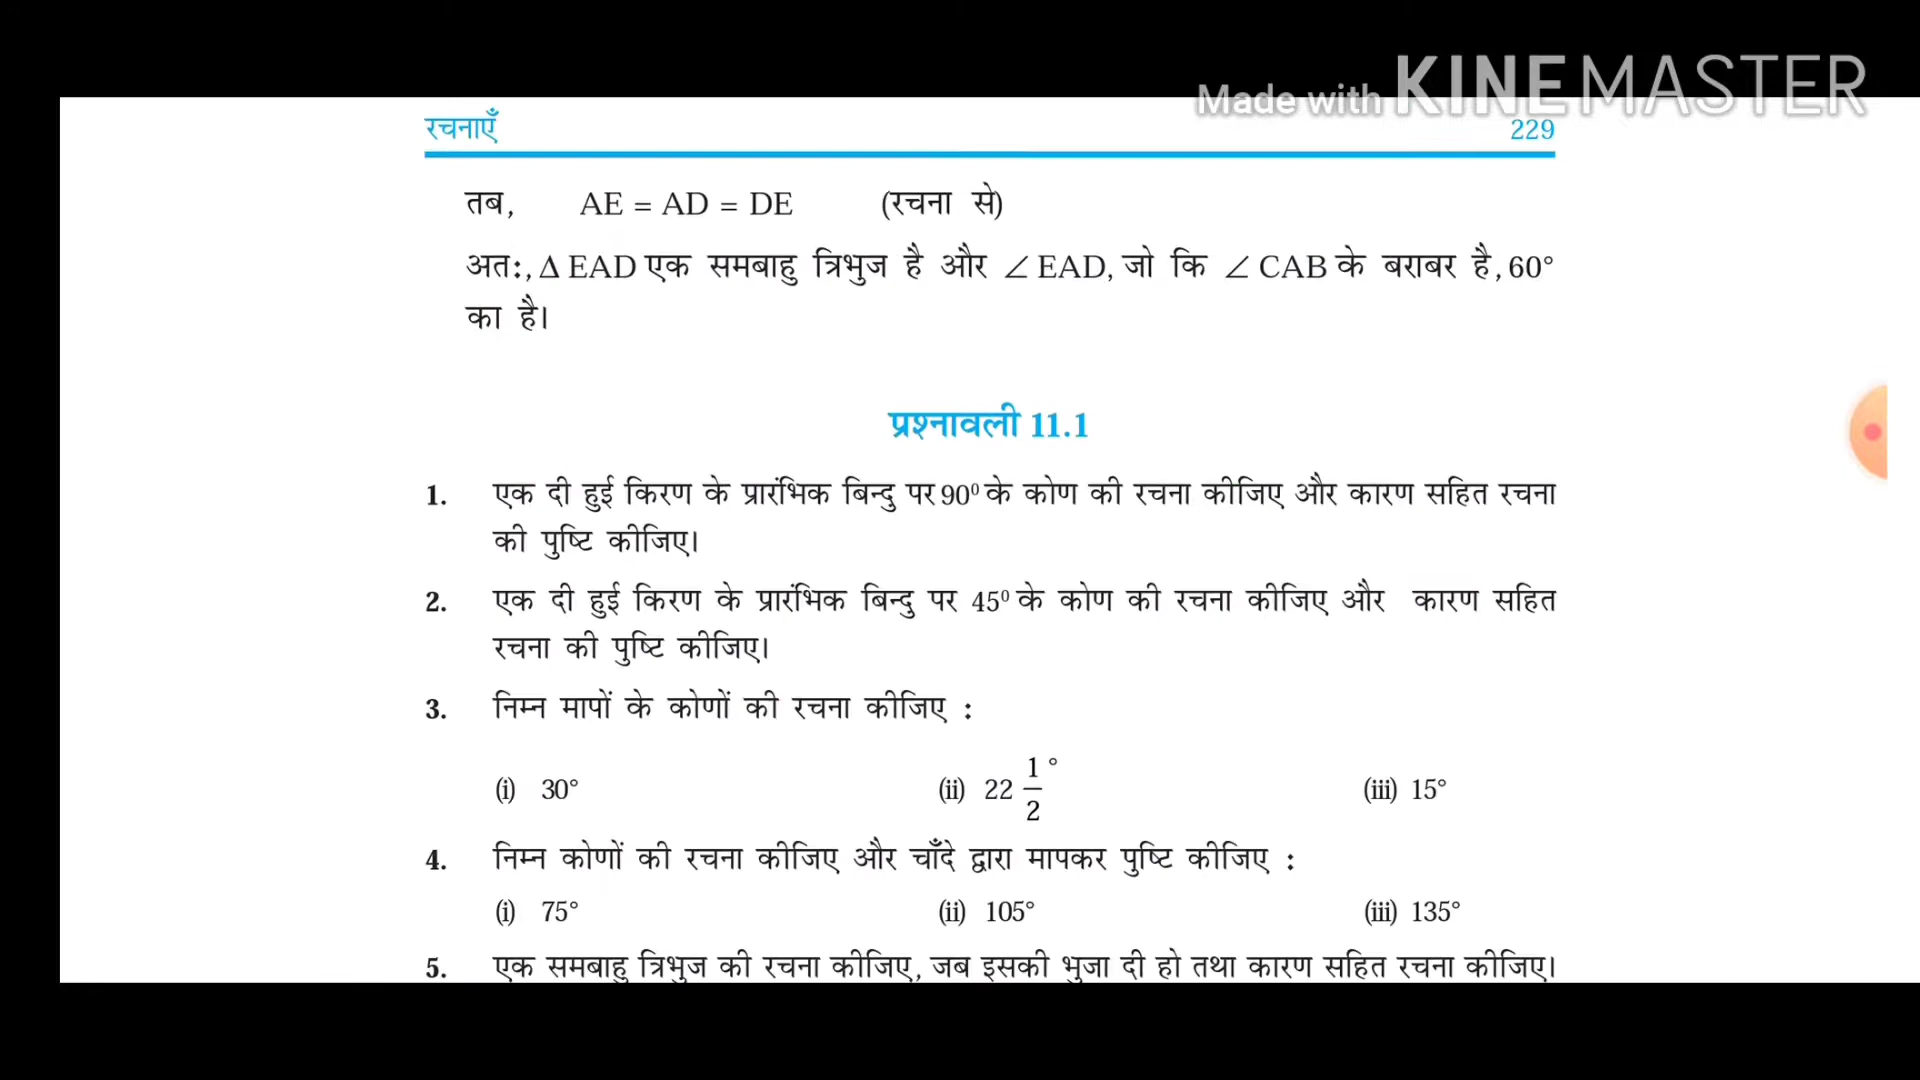 Made with KINEMASTER
रचनाएँ 229
तब, AE = AD = DE (रचना से)
अतः, Δ EAD एक समबाहु त्रिभुज है और ∠ EAD, जो कि ∠ CAB के बराबर है, 60°
का है।
प्रश्नावली 11.1
1. एक दी हुई किरण के प्रारंभिक बिन्दु पर 90⁰ के कोण की रचना कीजिए और कारण सहित रचना
की पुष्टि कीजिए।
2. एक दी हुई किरण के प्रारंभिक बिन्दु पर 45⁰ के कोण की रचना कीजिए और कारण सहित
रचना की पुष्टि कीजिए।
3. निम्न मापों के कोणों की रचना कीजिए :
(i) 30° (ii) 22 1/2° (iii) 15°
4. निम्न कोणों की रचना कीजिए और चाँदे द्वारा मापकर पुष्टि कीजिए :
(i) 75° (ii) 105° (iii) 135°
5. एक समबाहु त्रिभुज की रचना कीजिए, जब इसकी भुजा दी हो तथा कारण सहित रचना कीजिए।